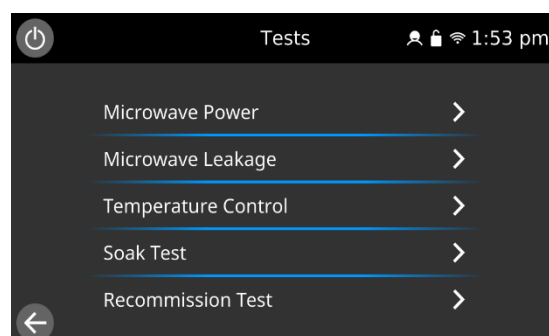 Tests 1:53 pm
Microwave Power
Microwave Leakage
Temperature Control
Soak Test
Recommission Test